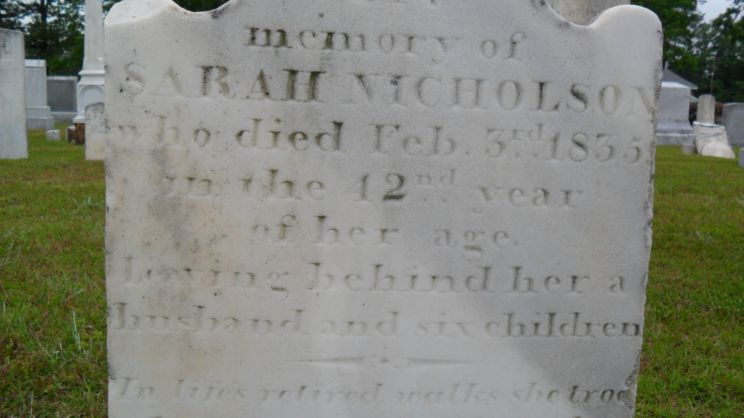 memory of
SARAH NICHOLSON
who died Feb. 3rd. 1835
in the 42nd. year
of her age.
Leaving behind her a
husband and six children
In life's retired walks she trod